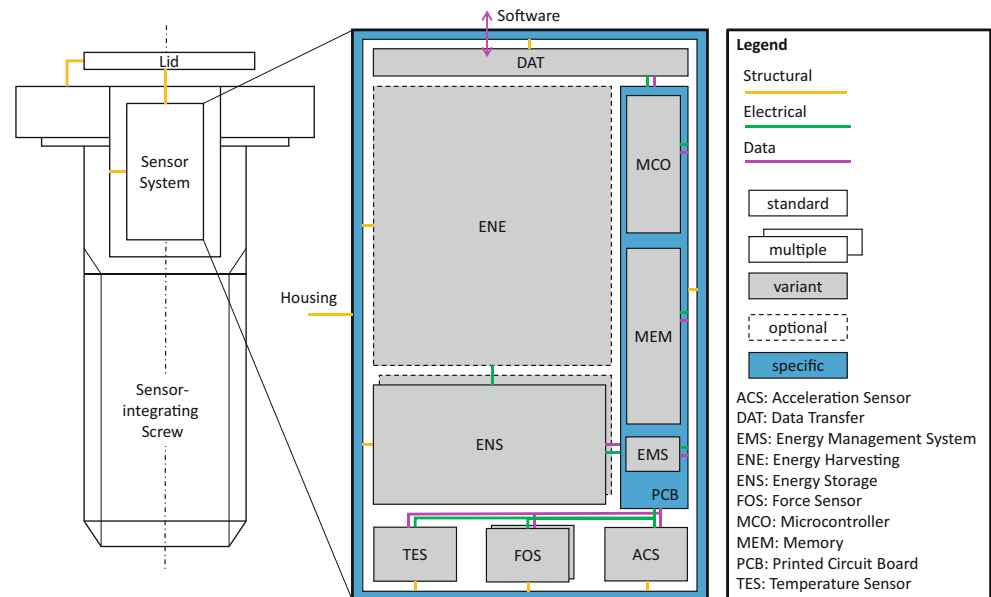 Software
Lid
Sensor
System
Sensor-
integrating
Screw
Housing
DAT
ENE
MCO
MEM
ENS
EMS
PCB
TES
FOS
ACS
Legend
Structural
Electrical
Data
standard
multiple
variant
optional
specific
ACS: Acceleration Sensor
DAT: Data Transfer
EMS: Energy Management System
ENE: Energy Harvesting
ENS: Energy Storage
FOS: Force Sensor
MCO: Microcontroller
MEM: Memory
PCB: Printed Circuit Board
TES: Temperature Sensor